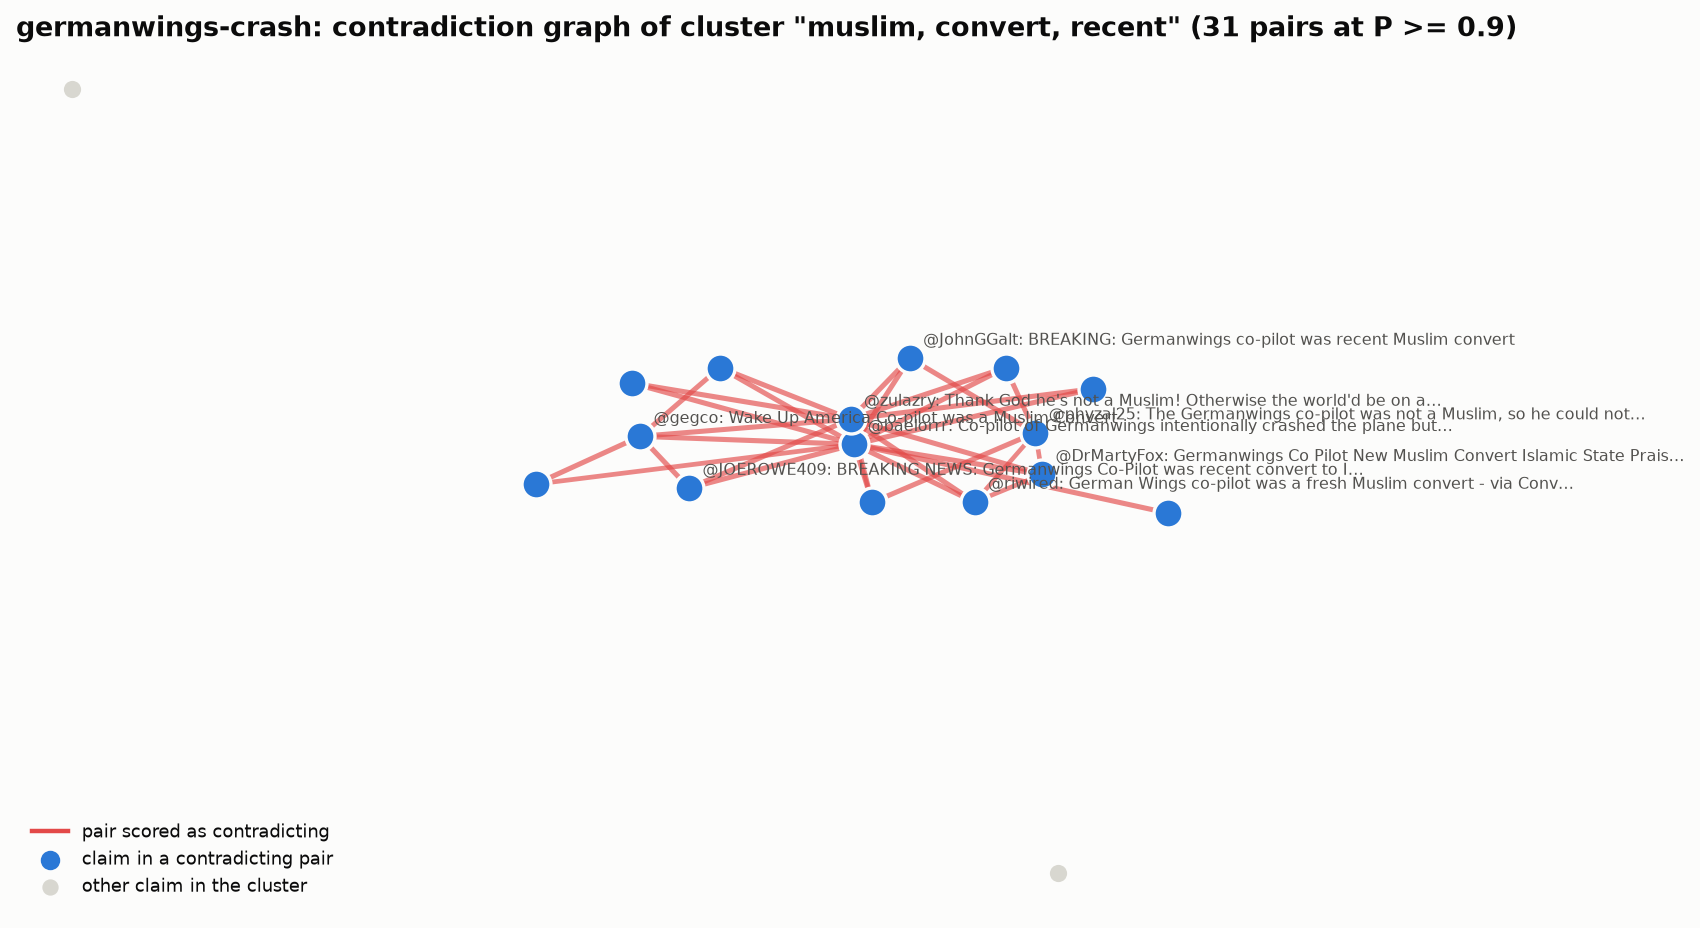 germanwings-crash: contradiction graph of cluster "muslim, convert, recent" (31 pairs at P >= 0.9)
@JohnGGalt: BREAKING: Germanwings co-pilot was recent Muslim convert
@zulazry: Thank God he's not a Muslim! Otherwise the world'd be on a...
@gegco: Wake Up America Co-pilot was a Muslim Convert
@phyzal25: The Germanwings co-pilot was not a Muslim, so he could not...
Co-pilot of Germanwings intentionally crashed the plane but...
@DrMartyFox: Germanwings Co Pilot New Muslim Convert Islamic State Prais...
@JOEROWE409: BREAKING NEWS: Germanwings Co-Pilot was recent convert to I...
@riwired: German Wings co-pilot was a fresh Muslim convert - via Conv...
pair scored as contradicting
claim in a contradicting pair
other claim in the cluster